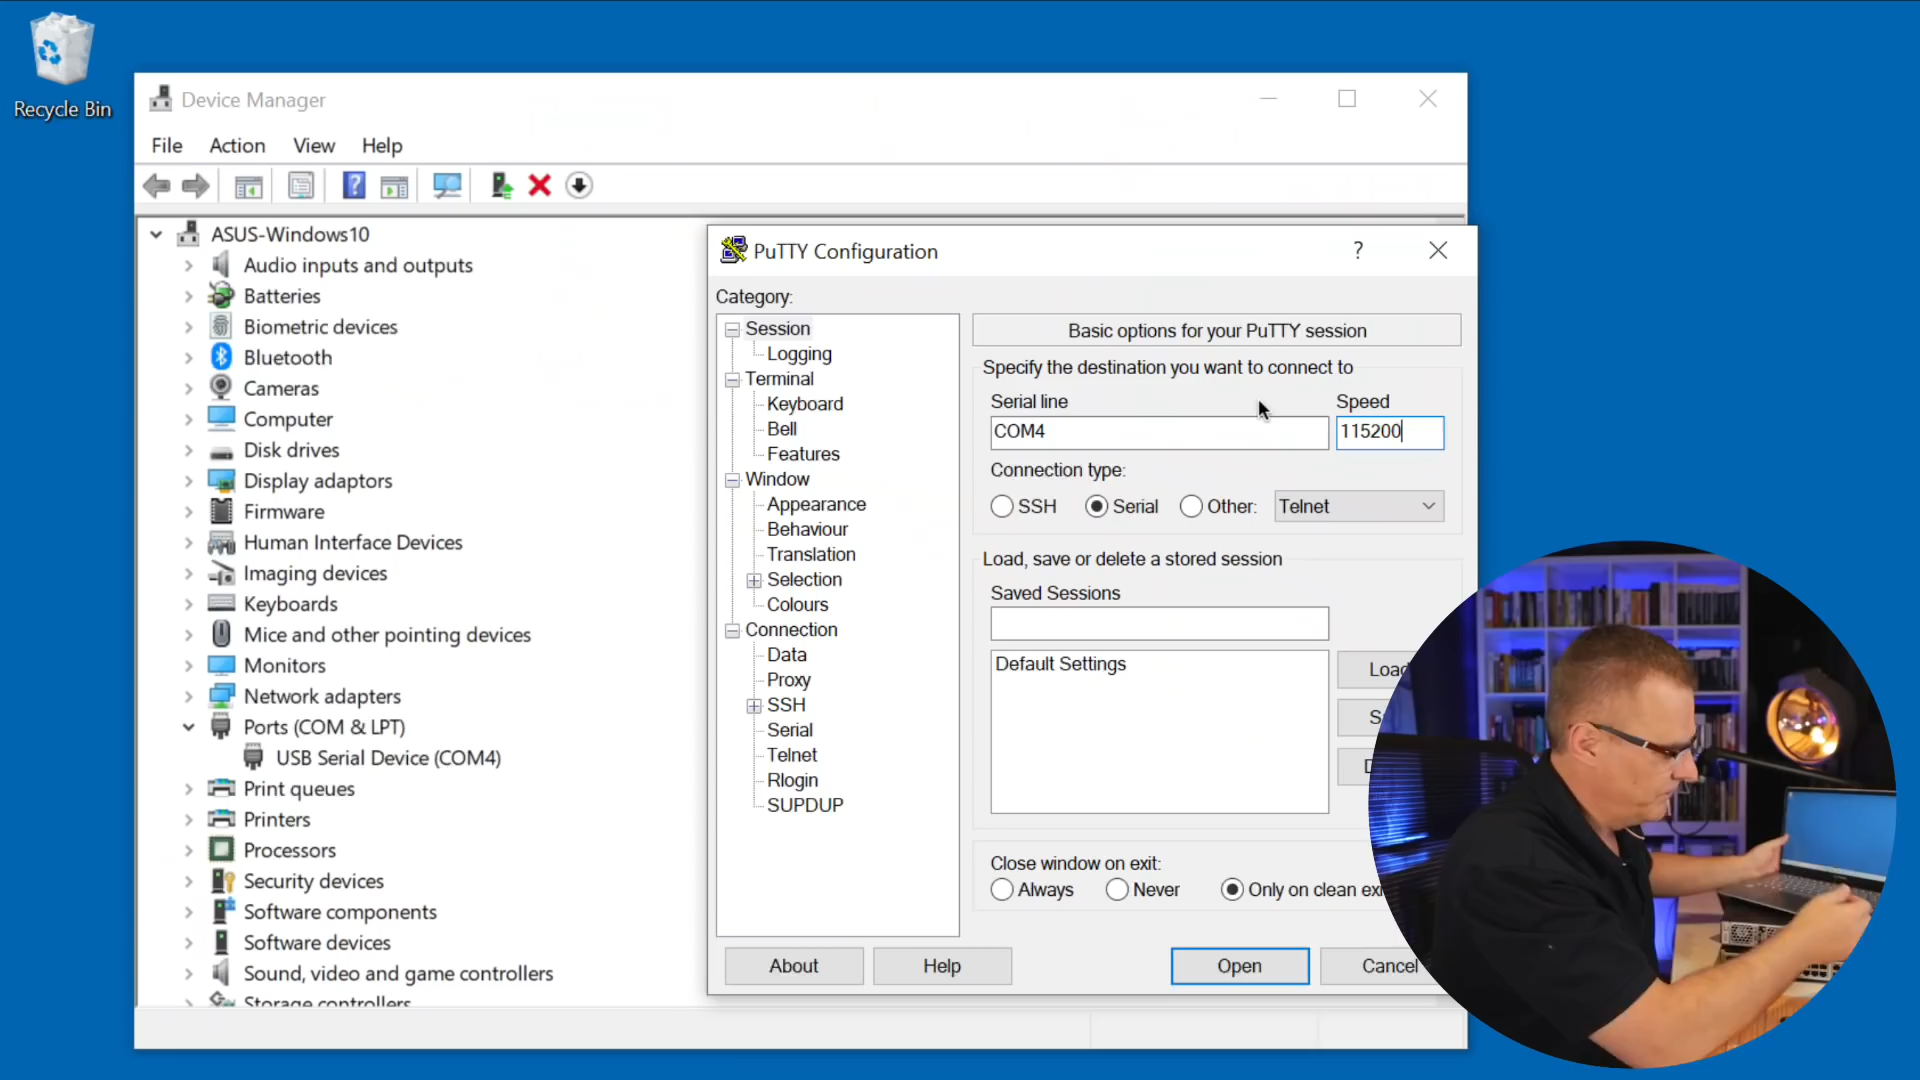 Recycle Bin
Device Manager
File Action View Help
ASUS-Windows10
Audio inputs and outputs
Batteries
Biometric devices
Bluetooth
Cameras
Computer
Disk drives
Display adaptors
Firmware
Human Interface Devices
Imaging devices
Keyboards
Mice and other pointing devices
Monitors
Network adapters
Ports (COM & LPT)
USB Serial Device (COM4)
Print queues
Printers
Processors
Security devices
Software components
Software devices
Sound, video and game controllers
Storage controllers
PuTTY Configuration
?
Category:
Session
Logging
Terminal
Keyboard
Bell
Features
Window
Appearance
Behaviour
Translation
Selection
Colours
Connection
Data
Proxy
SSH
Serial
Telnet
Rlogin
SUPDUP
Basic options for your PuTTY session
Specify the destination you want to connect to
Serial line Speed
COM4 115200
Connection type:
SSH Serial Other: Telnet
Load, save or delete a stored session
Saved Sessions
Default Settings
Load
Close window on exit:
Always Never Only on clean
About Help Open Cancel